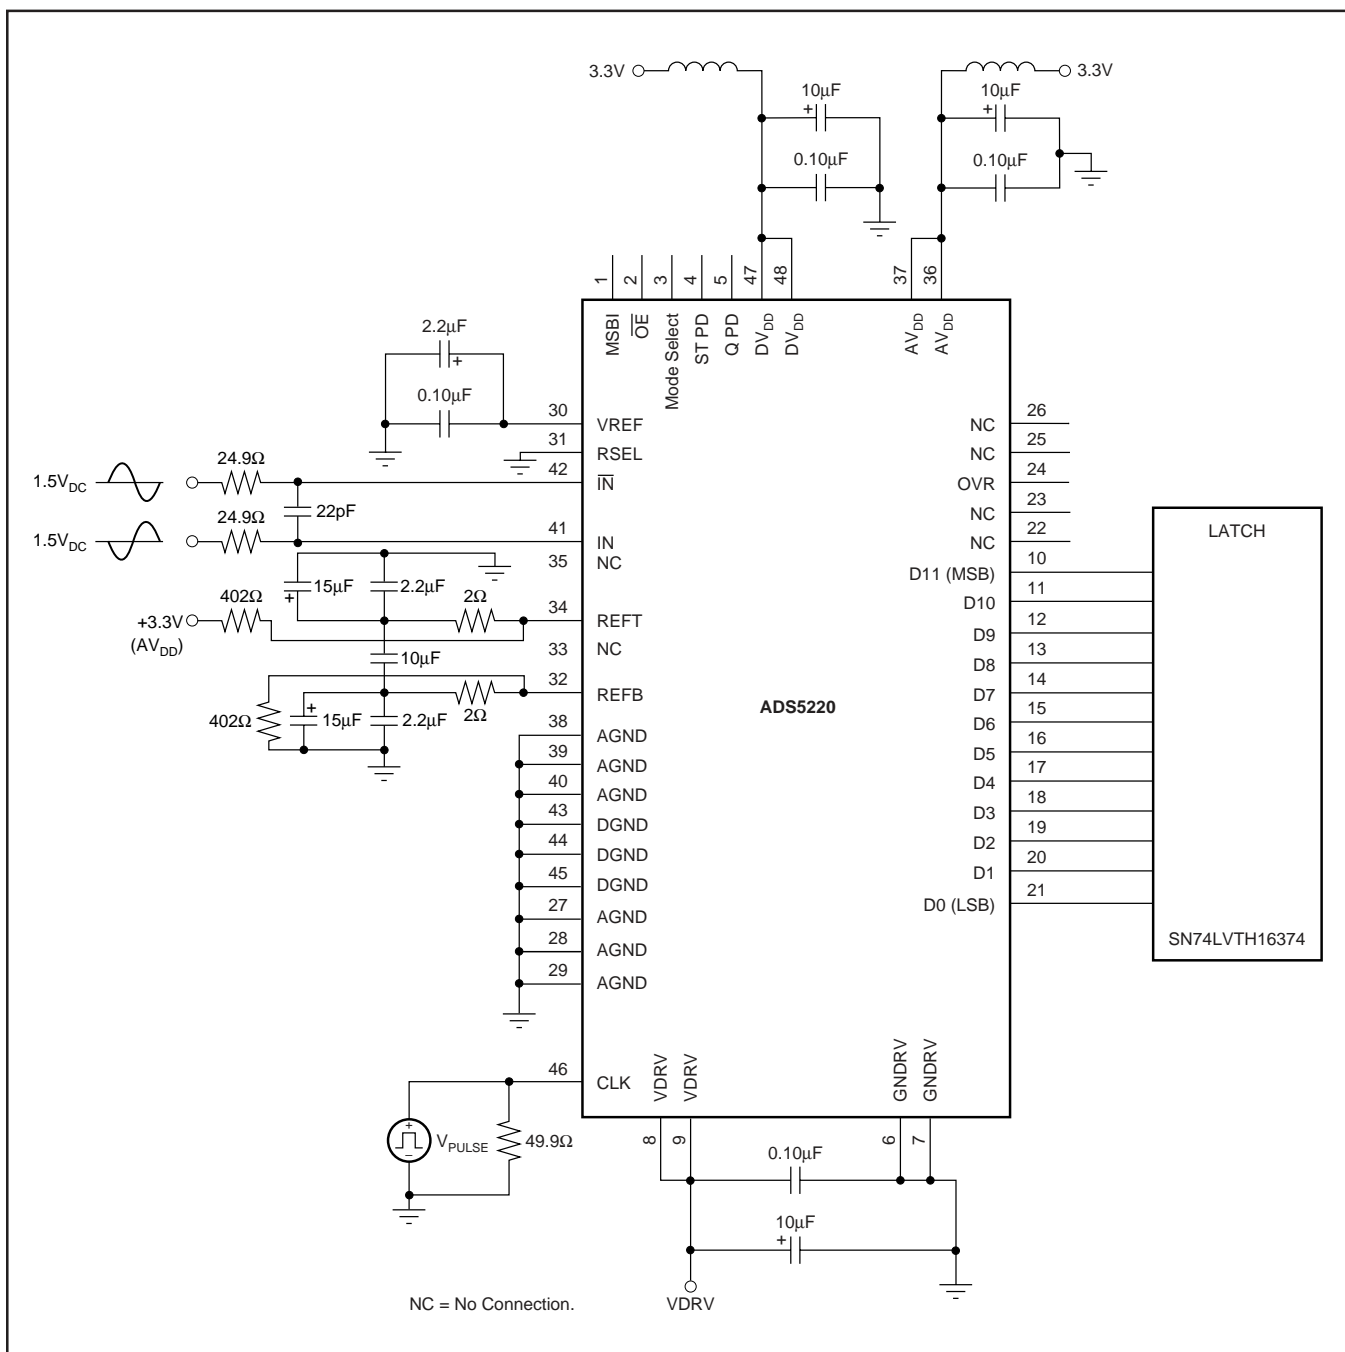 3.3V
3.3V
10μF
+
10μF
+
0.10μF
0.10μF
1
2
3
4
5
47
48
37
36
MSBI
OE
Mode Select
ST PD
Q PD
DVDD
DVDD
AVDD
AVDD
2.2μF
+
0.10μF
30
VREF
31
RSEL
42
IN
41
IN
35
NC
34
REFT
33
NC
32
REFB
38
AGND
39
AGND
40
AGND
43
DGND
44
DGND
45
DGND
27
AGND
28
AGND
29
AGND
46
CLK
1.5VDC
24.9Ω
22pF
1.5VDC
24.9Ω
15μF
+
2.2μF
402Ω
2Ω
+3.3V
(AVDD)
10μF
402Ω
+
15μF
2.2μF
2Ω
ADS5220
NC
26
NC
25
OVR
24
NC
23
NC
22
D11 (MSB)
10
D10
11
D9
12
D8
13
D7
14
D6
15
D5
16
D4
17
D3
18
D2
19
D1
20
D0 (LSB)
21
LATCH
SN74LVTH16374
VDRV
VDRV
GNDRV
GNDRV
8
9
6
7
+
–
VPULSE
49.9Ω
0.10μF
10μF
+
VDRV
NC = No Connection.